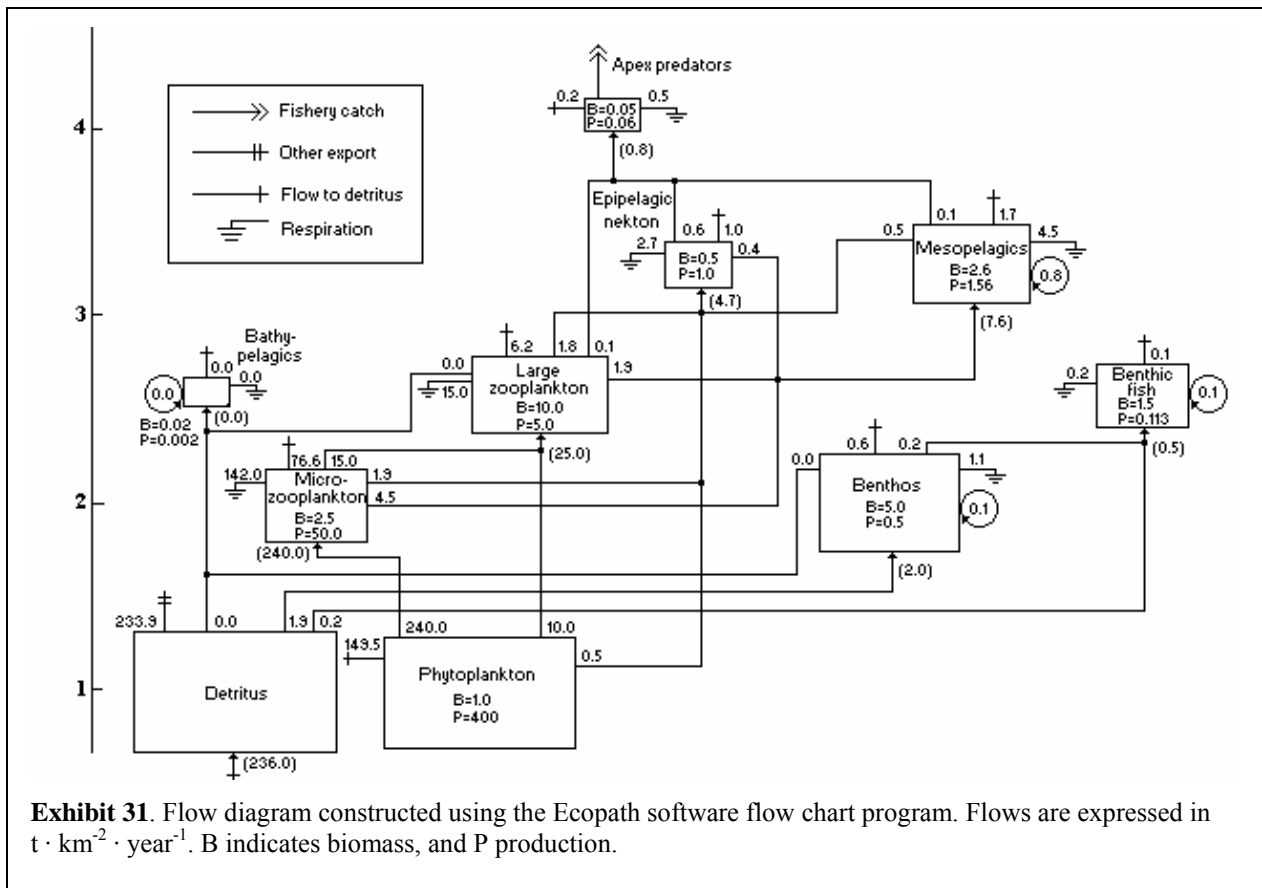 Apex predators
0.2
0.5
B=0.05
P=0.06
(0.8)
Fishery catch
Other export
Flow to detritus
Respiration
4
3
2
1
Epipelagic
nekton
0.6
1.0
2.7
0.4
B=0.5
P=1.0
(4.7)
0.1
1.7
0.5
4.5
Mesopelagics
B=2.6
P=1.56
0.8
(7.6)
Bathy-
pelagics
0.0
0.0
0.0
(0.0)
B=0.02
P=0.002
6.2
1.8
0.1
0.0
15.0
1.9
Large
zooplankton
B=10.0
P=5.0
(25.0)
0.1
0.2
Benthic
fish
B=1.5
P=0.113
0.1
(0.5)
76.6
15.0
142.0
1.9
4.5
Micro-
zooplankton
B=2.5
P=50.0
(240.0)
0.6
0.2
0.0
1.1
Benthos
B=5.0
P=0.5
0.1
(2.0)
233.9
0.0
1.9
0.2
Detritus
(236.0)
149.5
240.0
10.0
0.5
Phytoplankton
B=1.0
P=400
Exhibit 31. Flow diagram constructed using the Ecopath software flow chart program. Flows are expressed in
t · km-2 · year-1. B indicates biomass, and P production.